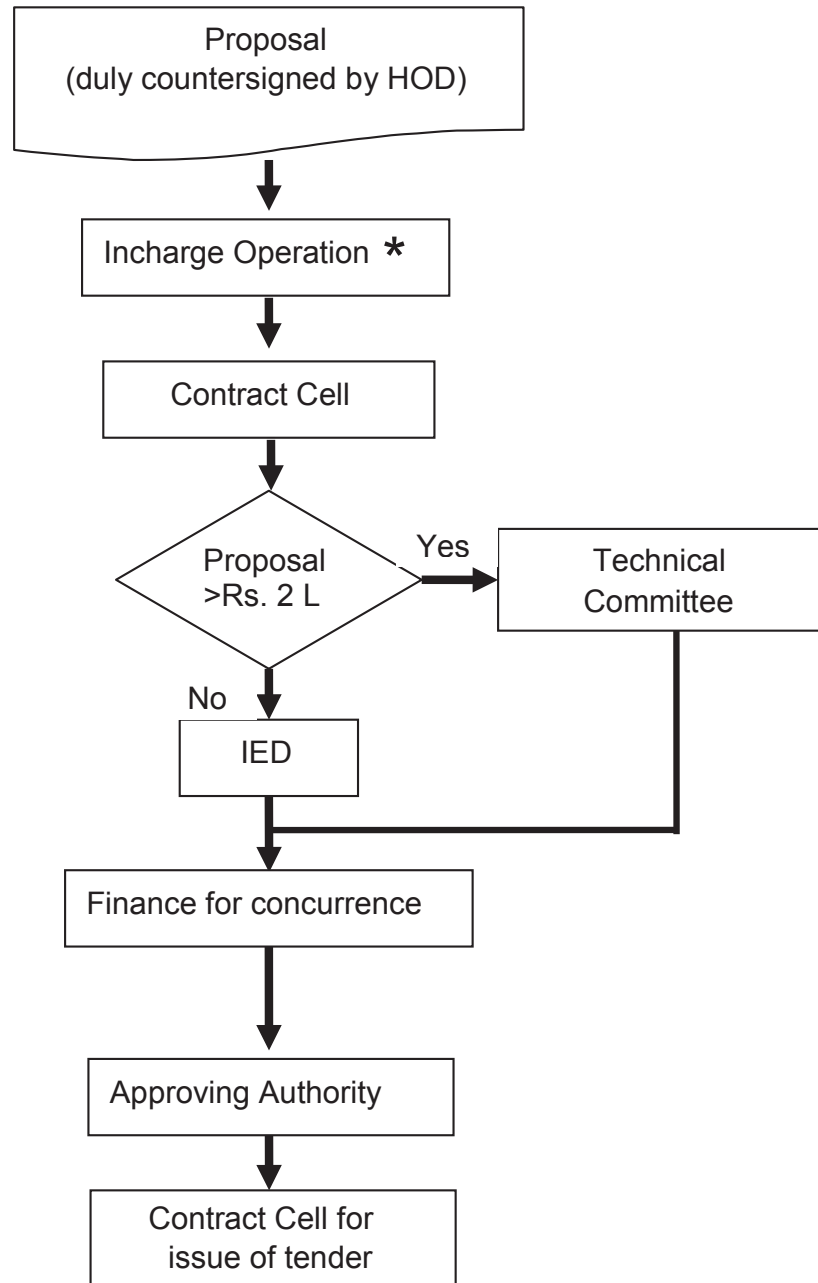 Proposal
(duly countersigned by HOD)
Incharge Operation *
Contract Cell
Proposal
>Rs. 2 L
Yes
Technical
Committee
No
IED
Finance for concurrence
Approving Authority
Contract Cell for
issue of tender